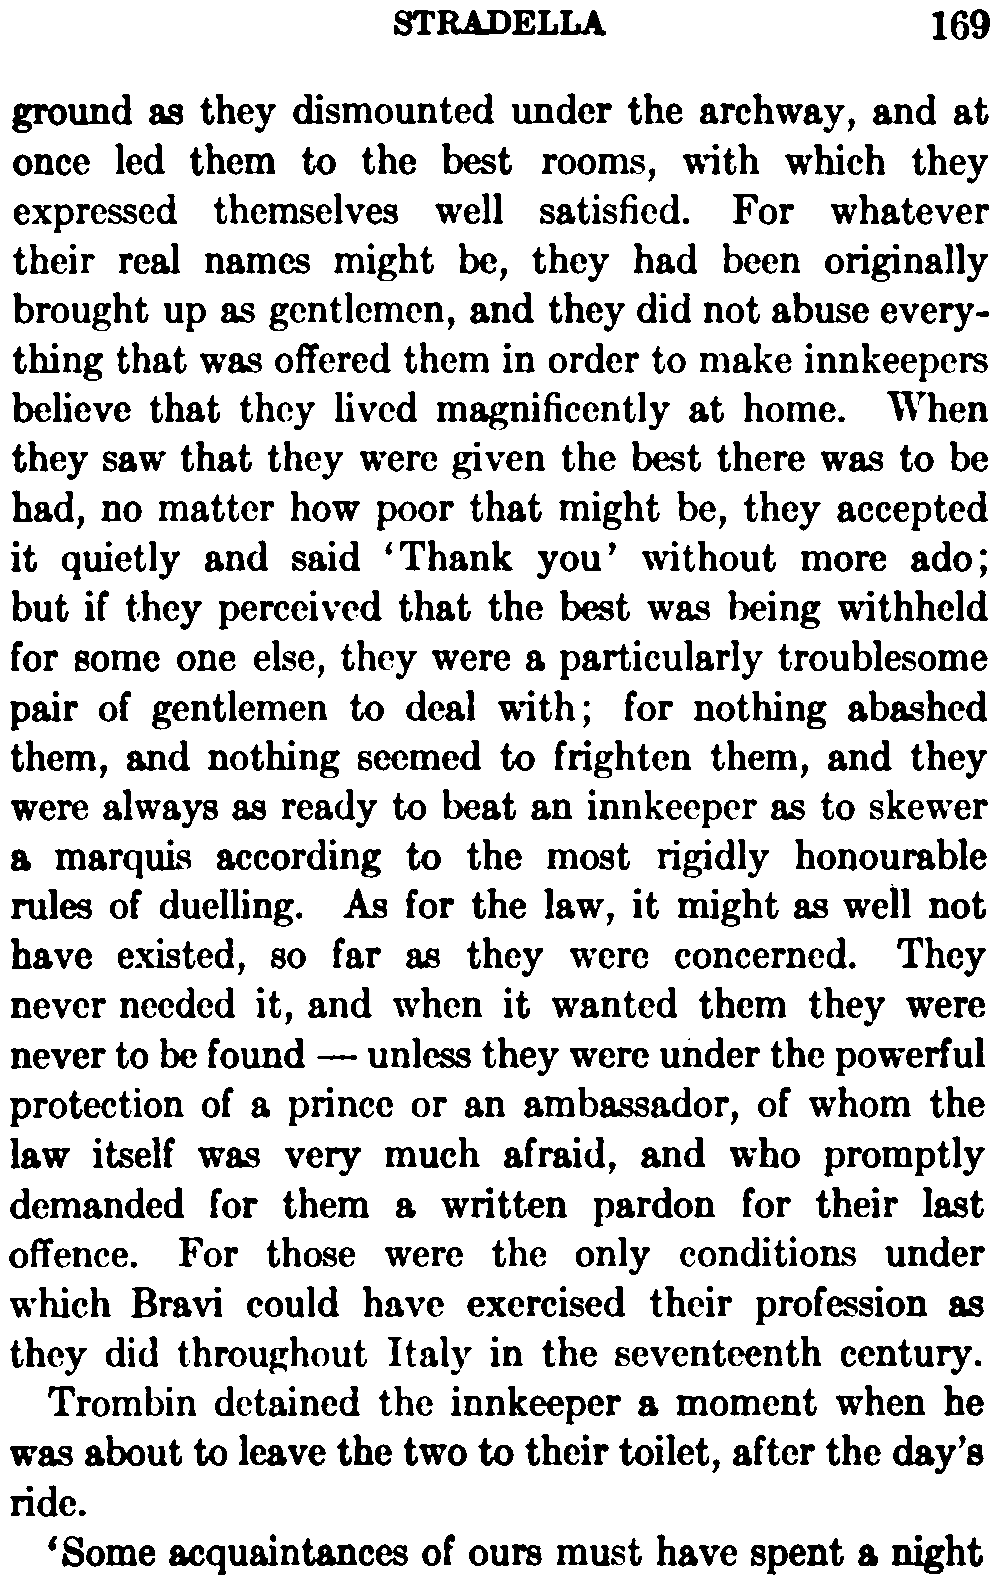 STRADELLA 169
ground as they dismounted under the archway, and at
once led them to the best rooms, with which they
expressed themselves well satisfied. For whatever
their real names might be, they had been originally
brought up as gentlemen, and they did not abuse every-
thing that was offered them in order to make innkeepers
believe that they lived magnificently at home. When
they saw that they were given the best there was to be
had, no matter how poor that might be, they accepted
it quietly and said ‘Thank you’ without more ado;
but if they perceived that the best was being withheld
for some one else, they were a particularly troublesome
pair of gentlemen to deal with; for nothing abashed
them, and nothing seemed to frighten them, and they
were always as ready to beat an innkeeper as to skewer
a marquis according to the most rigidly honourable
rules of duelling. As for the law, it might as well not
have existed, so far as they were concerned. They
never needed it, and when it wanted them they were
never to be found — unless they were under the powerful
protection of a prince or an ambassador, of whom the
law itself was very much afraid, and who promptly
demanded for them a written pardon for their last
offence. For those were the only conditions under
which Bravi could have exercised their profession as
they did throughout Italy in the seventeenth century.
Trombin detained the innkeeper a moment when he
was about to leave the two to their toilet, after the day’s
ride.
‘Some acquaintances of ours must have spent a night